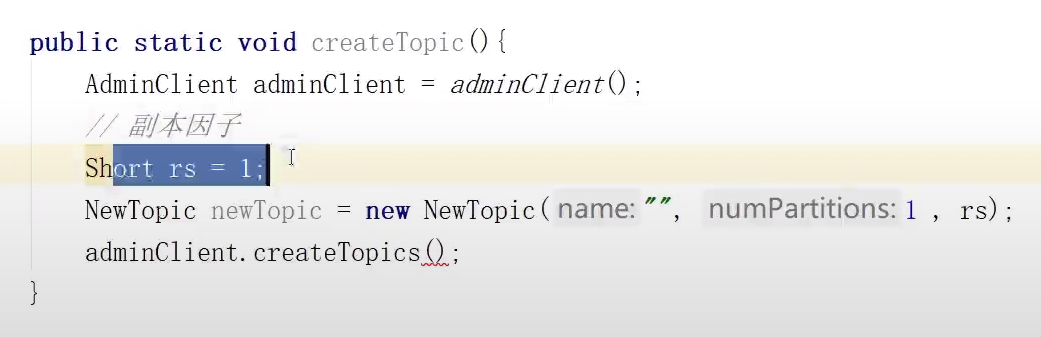 public static void createTopic(){
AdminClient adminClient = adminClient();
// 副本因子
Short rs = 1;
NewTopic newTopic = new NewTopic( name: "", numPartitions: 1 , rs);
adminClient.createTopics();
}